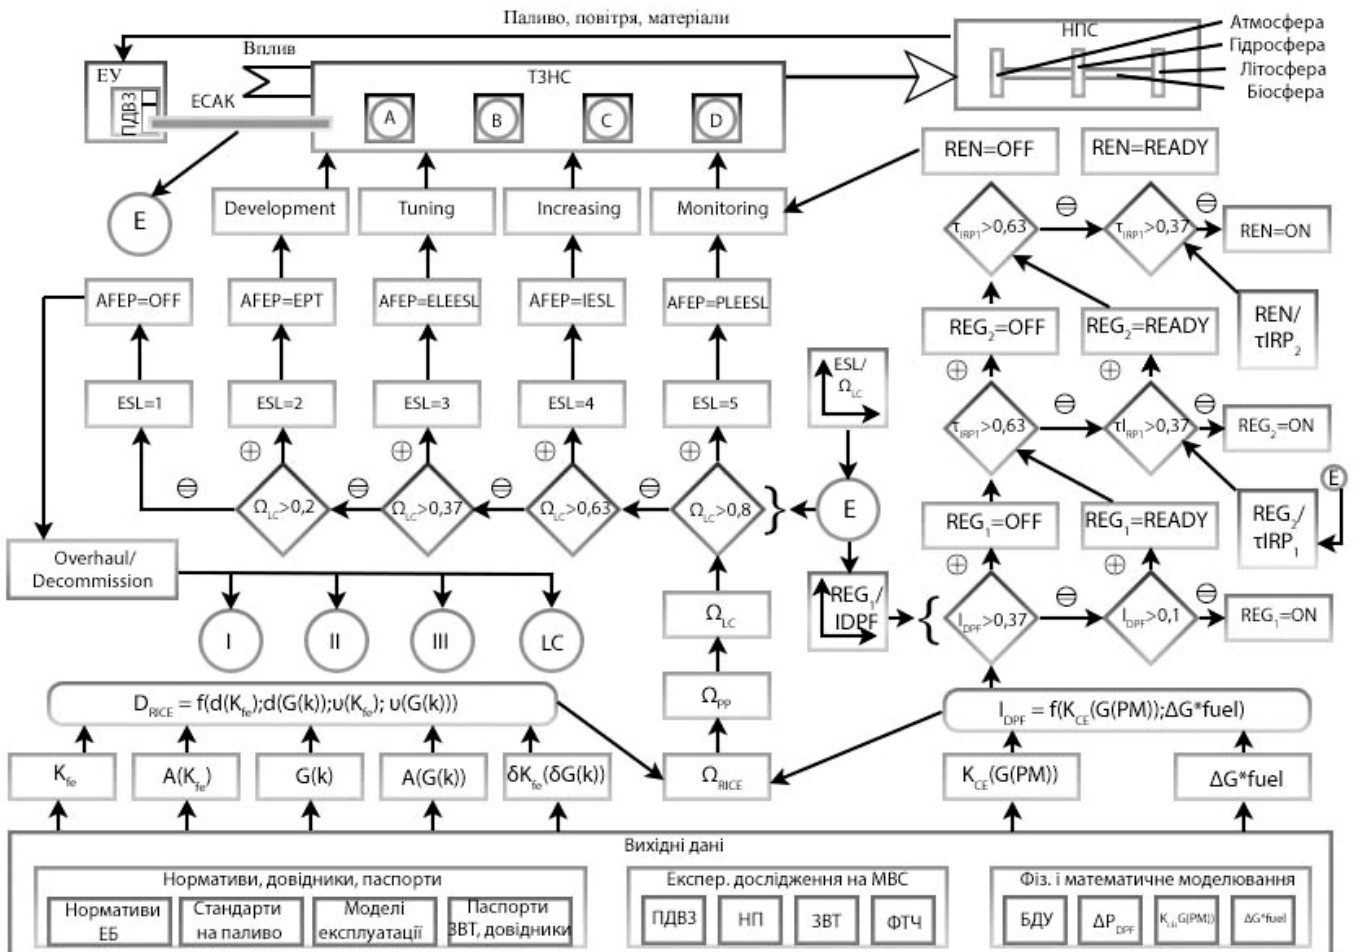 Паливо, повітря, матеріали
НПС
Атмосфера
Гідросфера
Літосфера
Біосфера
ЕУ
Вплив
ТЗНС
ПДВЗ
ЕСАК
A
B
C
D
E
Development
Tuning
Increasing
Monitoring
REN=OFF
REN=READY
τIRP1>0,63
τIRP1>0,37
⊖
⊖
REN=ON
AFEP=OFF
AFEP=EPT
AFEP=ELEESL
AFEP=IESL
AFEP=PLEESL
REG2=OFF
REG2=READY
REN/
τIRP2
ESL/
ΩLC
ESL=1
ESL=2
ESL=3
ESL=4
ESL=5
⊕
⊕
τIRP1>0,63
τIRP1>0,37
⊖
⊖
REG2=ON
⊕
⊕
⊕
⊕
⊖
⊖
⊖
⊖
ΩLC>0,2
ΩLC>0,37
ΩLC>0,63
ΩLC>0,8
}
E
REG1=OFF
REG1=READY
REG2/
τIRP1
E
Overhaul/
Decommission
REG1/
IDPF
{
⊕
⊕
IDPF>0,37
IDPF>0,1
⊖
⊖
REG1=ON
I
II
III
LC
ΩLC
ΩPP
ΩRICE
DRICE = f(d(Kfe);d(G(k));υ(Kfe); υ(G(k)))
IDPF = f(KCE(G(PM));ΔG*fuel)
Kfe
A(Kfe)
G(k)
A(G(k))
δKfe(δG(k))
KCE(G(PM))
ΔG*fuel
Вихідні дані
Нормативи, довідники, паспорти
Нормативи
ЕБ
Стандарти
на паливо
Моделі
експлуатації
Паспорти
ЗВТ, довідники
Експер. дослідження на МВС
ПДВЗ
НП
ЗВТ
ФТЧ
Фіз. і математичне моделювання
БДУ
ΔPDPF
G(PM))
ΔG*fuel